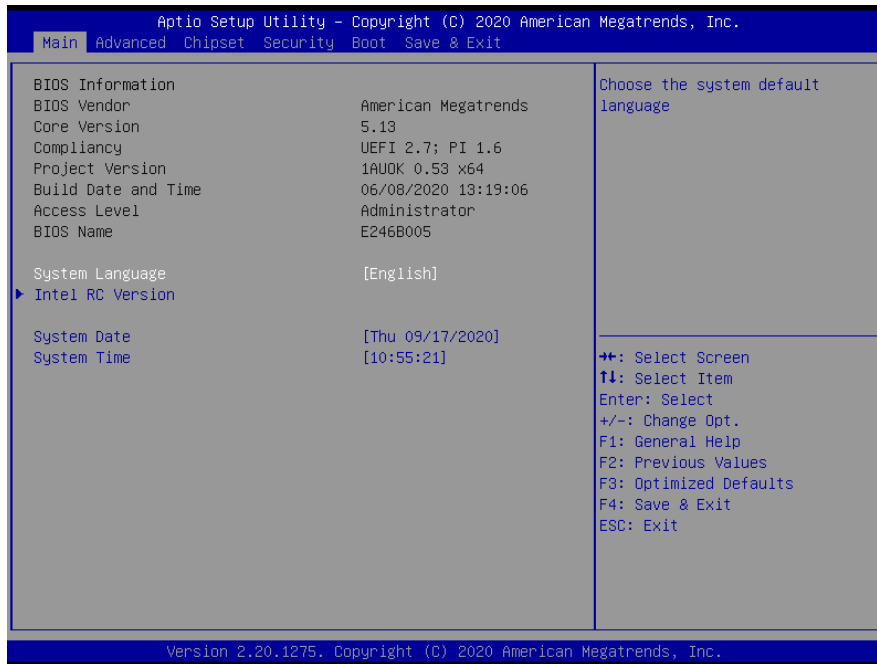 Aptio Setup Utility – Copyright (C) 2020 American Megatrends, Inc.
Main Advanced Chipset Security Boot Save & Exit
BIOS Information
BIOS Vendor American Megatrends
Core Version 5.13
Compliancy UEFI 2.7; PI 1.6
Project Version 1AUOK 0.53 x64
Build Date and Time 06/08/2020 13:19:06
Access Level Administrator
BIOS Name E246B005
System Language [English]
Intel RC Version
System Date [Thu 09/17/2020]
System Time [10:55:21]
Choose the system default
language
→←: Select Screen
↑↓: Select Item
Enter: Select
+/-: Change Opt.
F1: General Help
F2: Previous Values
F3: Optimized Defaults
F4: Save & Exit
ESC: Exit
Version 2.20.1275. Copyright (C) 2020 American Megatrends, Inc.